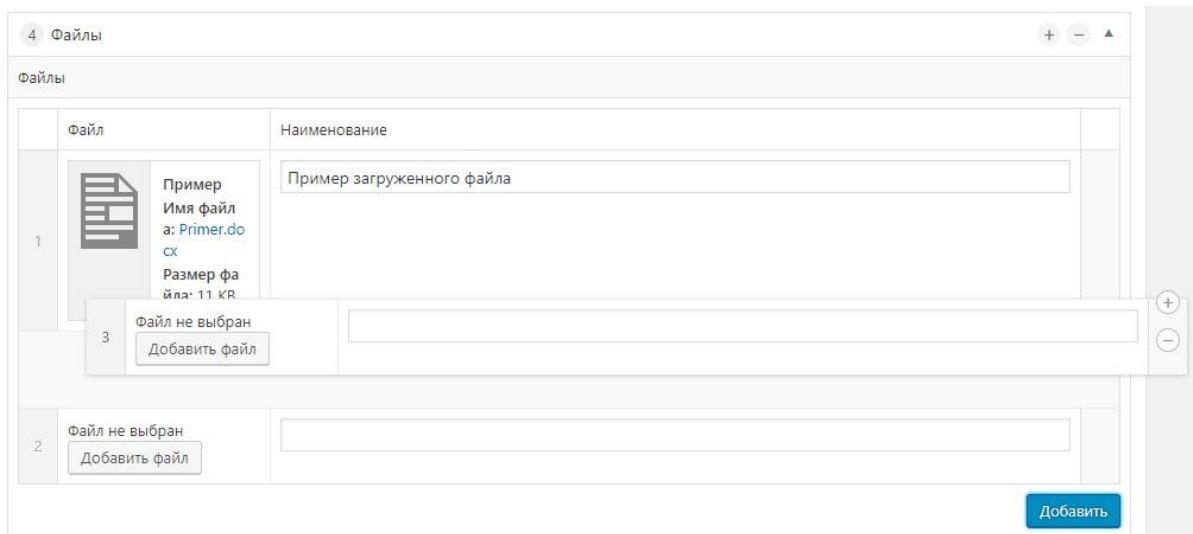 4 Файлы
Файлы
Файл Наименование
1
Пример
Имя файл
а: Primer.do
cx
Размер фа
йла: 11 KB
Пример загруженного файла
3
Файл не выбран
Добавить файл
2
Файл не выбран
Добавить файл
Добавить